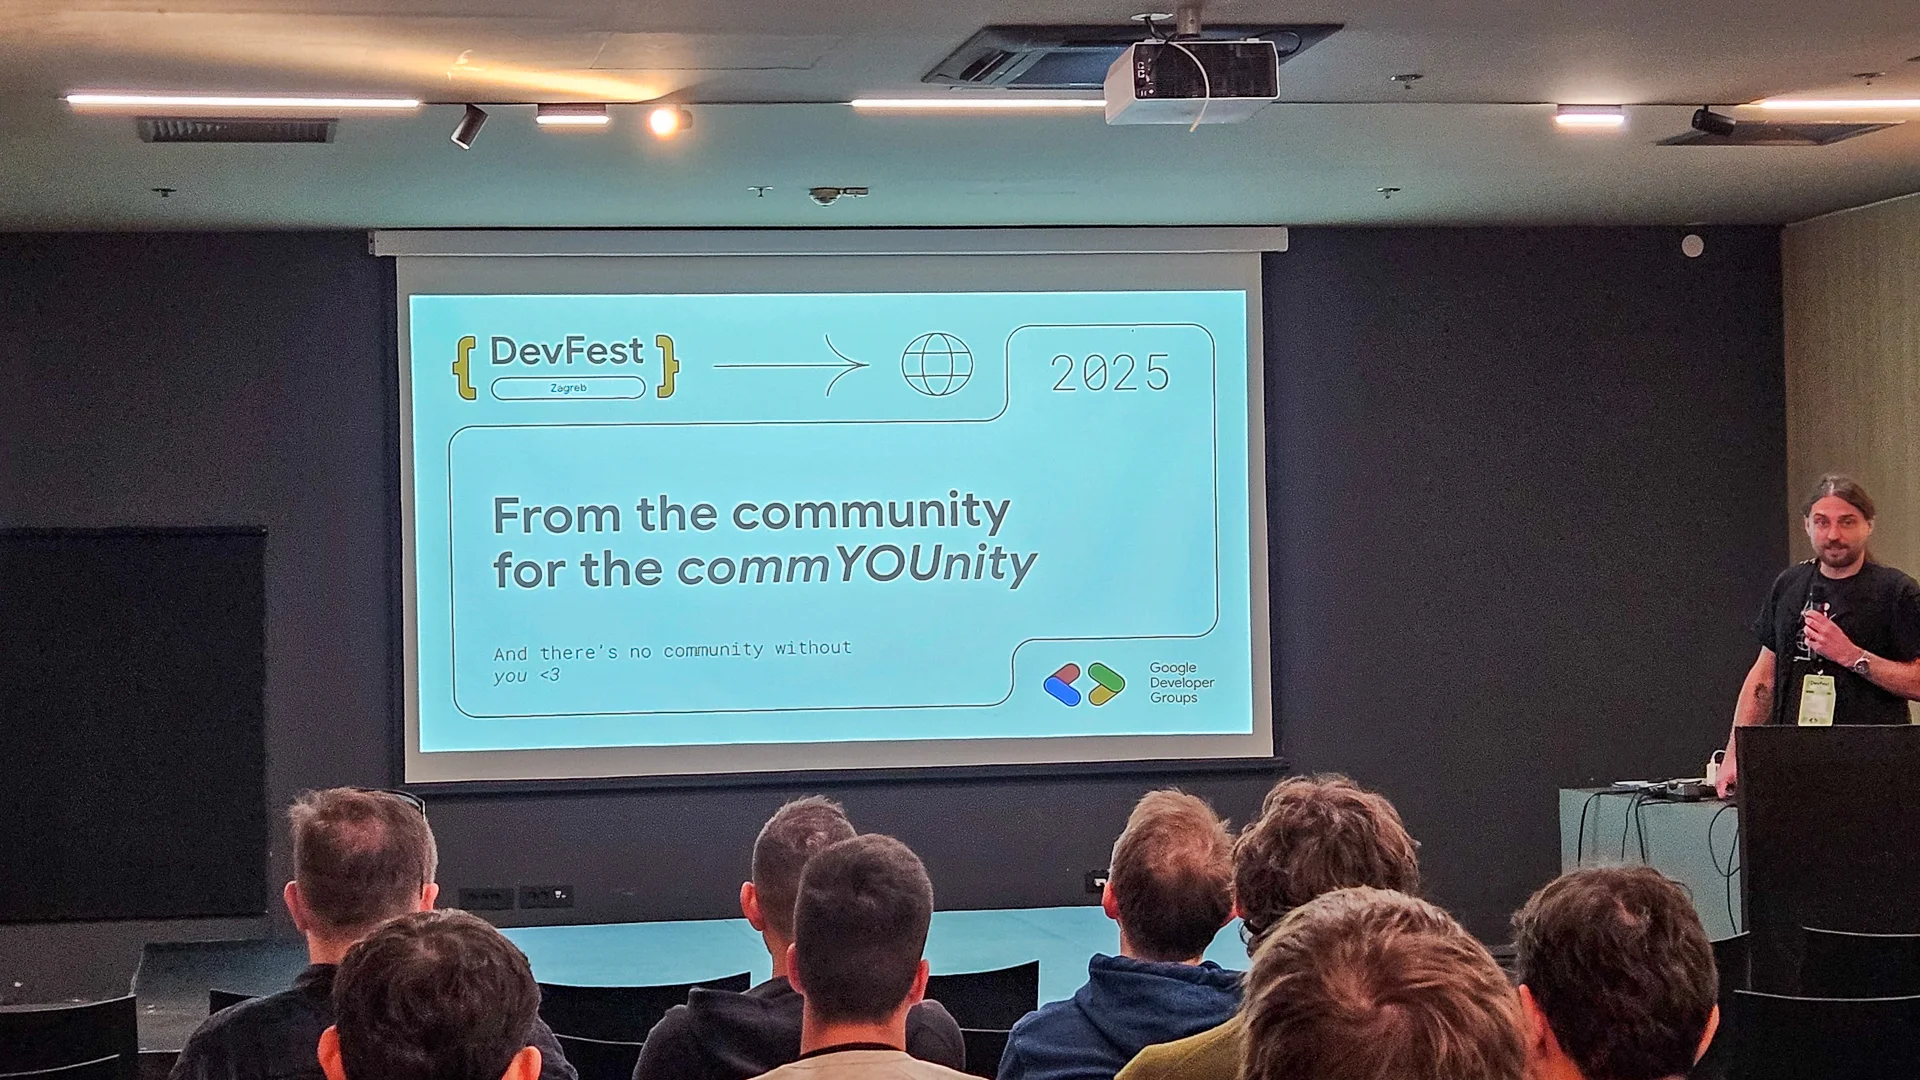 DevFest
Zagreb
2025
From the community
for the commYOUnity
And there's no community without
you <3
Google
Developer
Groups
DevFest